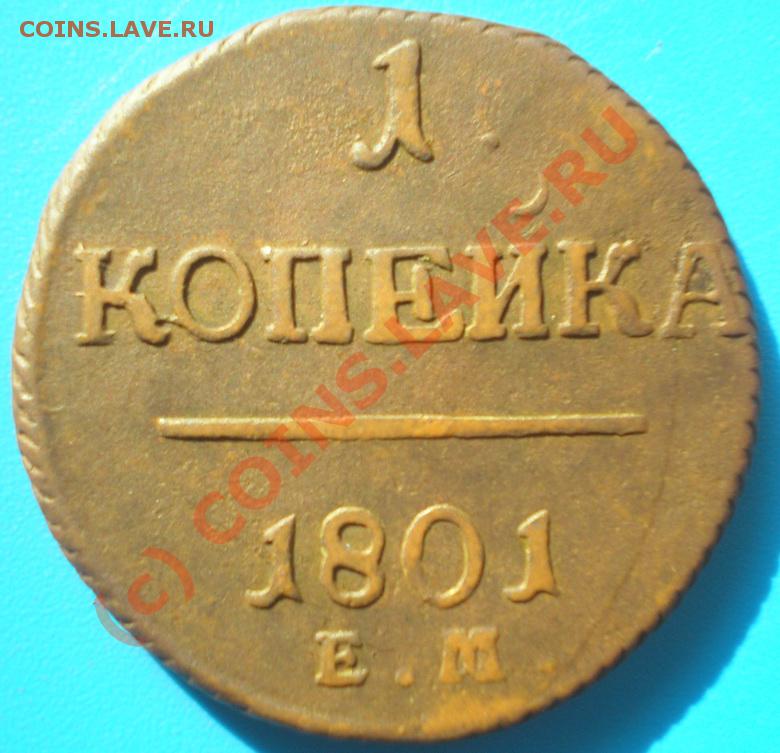 COINS.LAVE.RU
1.
КОПЕЙКА
1801
Е.М.
(c) COINS.LAVE.RU